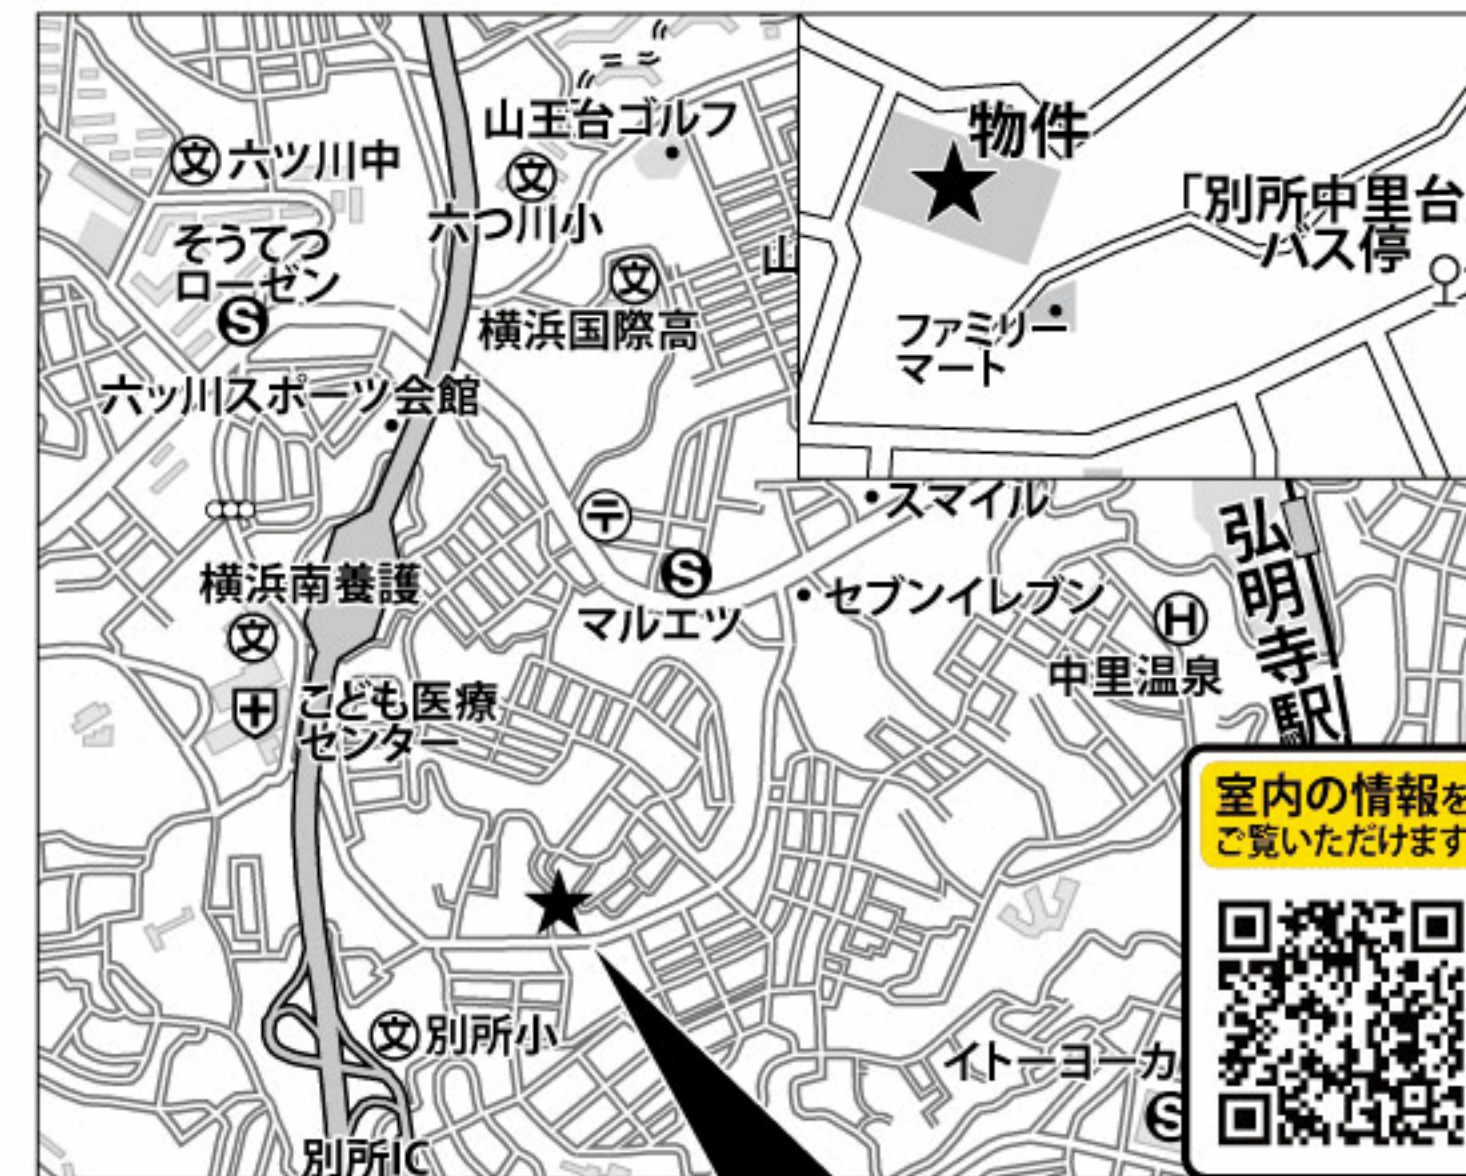 山王台ゴルフ
文 六ツ川中
文
六つ川小
そうてつ
ローゼン
S
文
横浜国際高
山
六ッ川スポーツ会館
物件
「別所中里台
バス停
ファミリー
マート
スマイル
〒
S
マルエツ
セブンイレブン
横浜南養護
文
こども医療
センター
H
中里温泉
弘明寺駅
室内の情報を
ご覧いただけます
文 別所小
イトーヨーカ
S
別所IC